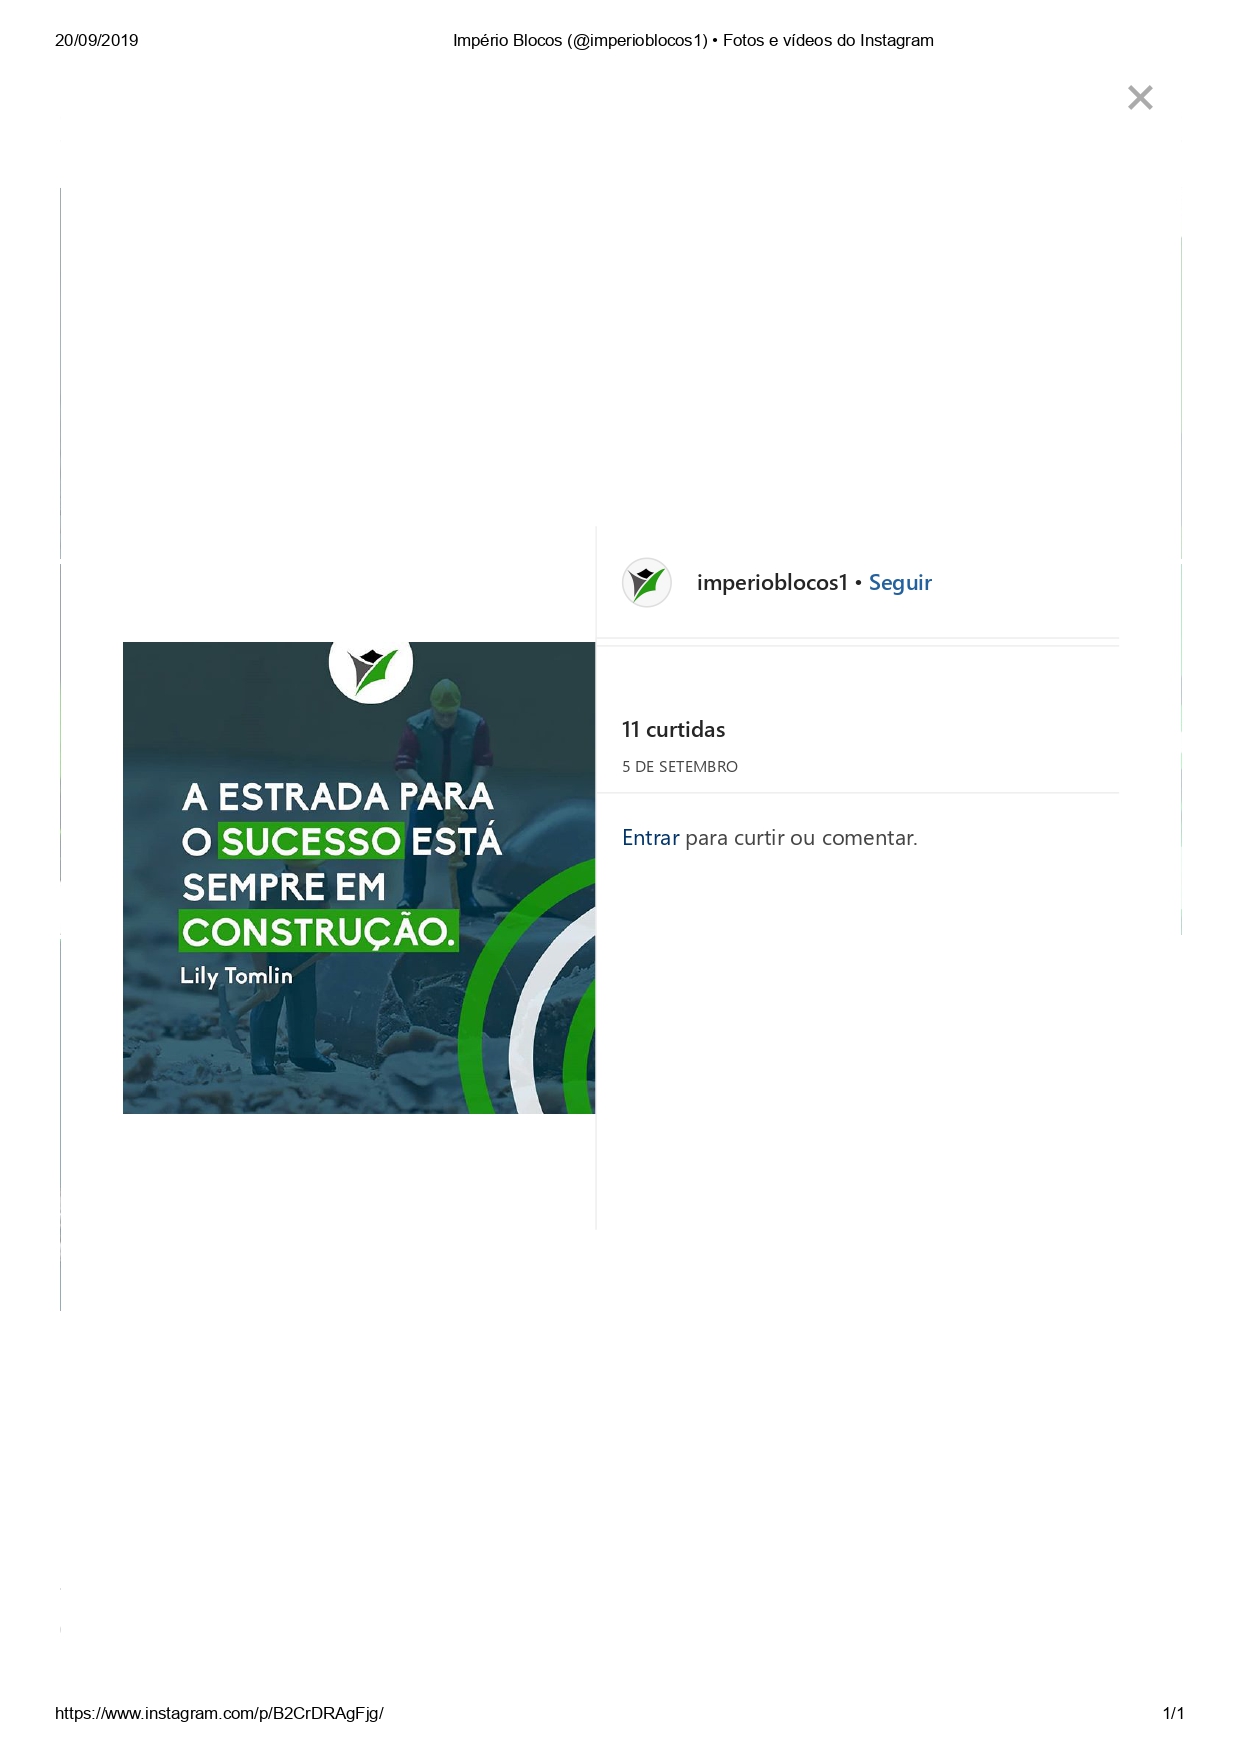 20/09/2019
Império Blocos (@imperioblocos1) • Fotos e vídeos do Instagram
imperioblocos1 • Seguir
A ESTRADA PARA
O SUCESSO ESTÁ
SEMPRE EM
CONSTRUÇÃO.
Lily Tomlin
11 curtidas
5 DE SETEMBRO
Entrar para curtir ou comentar.
https://www.instagram.com/p/B2CrDRAgFjg/
1/1